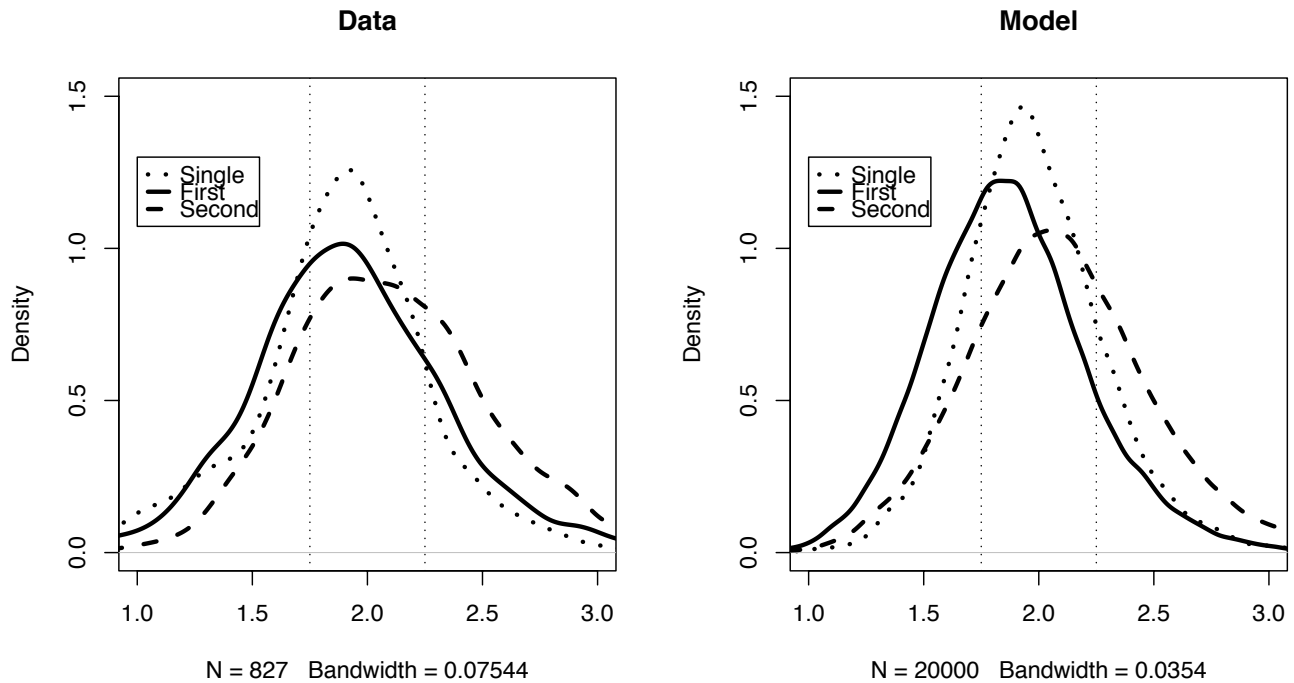 Data
1.5
1.0
0.5
0.0
Density
Single
First
Second
1.0 1.5 2.0 2.5 3.0
N = 827 Bandwidth = 0.07544
Model
1.5
1.0
0.5
0.0
Density
Single
First
Second
1.0 1.5 2.0 2.5 3.0
N = 20000 Bandwidth = 0.0354